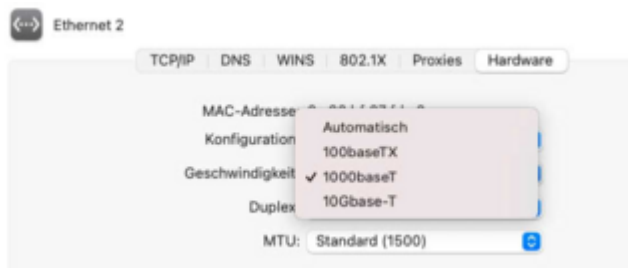 Ethernet 2
TCP/IP DNS WINS 802.1X Proxies Hardware
MAC-Adresse:
Konfiguration
Geschwindigkeit
Duplex
MTU: Standard (1500)
Automatisch
100baseTX
✓ 1000baseT
10Gbase-T